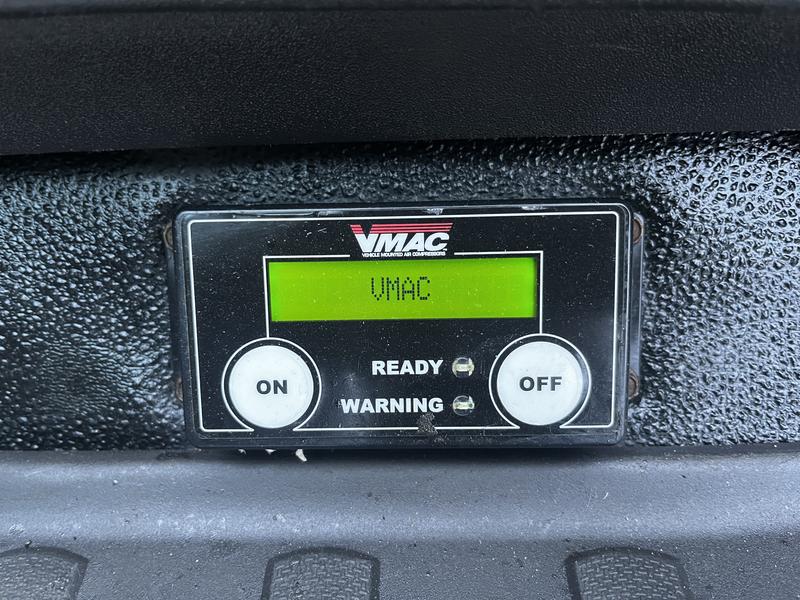 VMAC
VEHICLE MOUNTED AIR COMPRESSORS
VMAC
READY
ON
OFF
WARNING